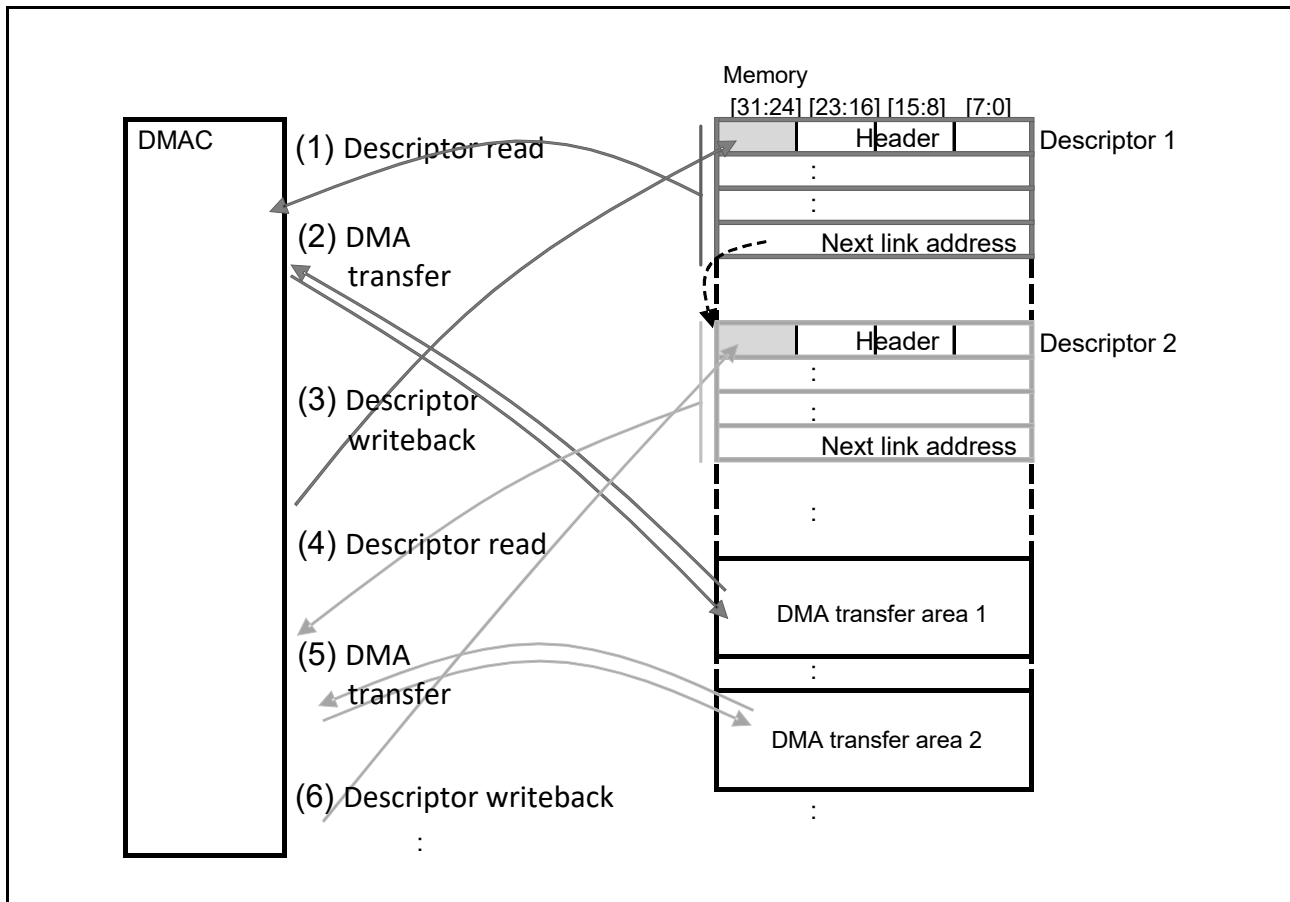 Memory
[31:24] [23:16] [15:8] [7:0]
DMAC
(1) Descriptor read
Header
Descriptor 1
:
:
(2) DMA
transfer
Next link address
Header
Descriptor 2
:
(3) Descriptor
writeback
:
Next link address
:
(4) Descriptor read
DMA transfer area 1
(5) DMA
transfer
:
DMA transfer area 2
(6) Descriptor writeback
:
: